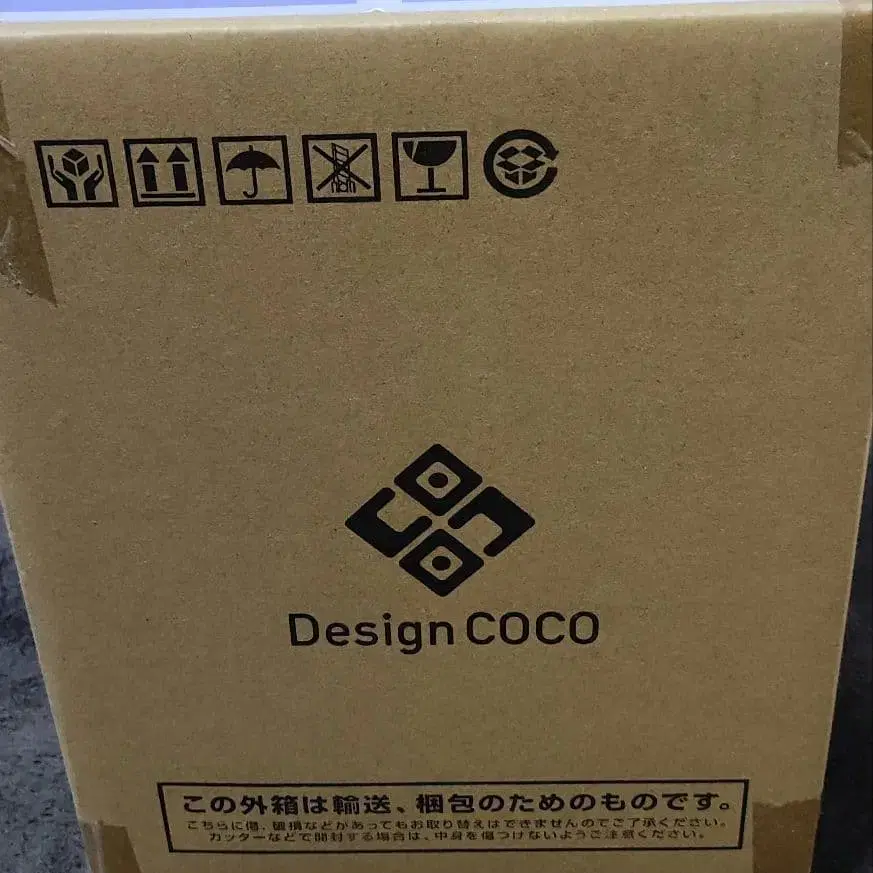 Design COCO
この外箱は輸送、梱包のためのものです。
こちらに傷、破損などがあってもお取り替えはできませんのでご了承ください。
カッターなどで開封する場合は、中身を傷つけないようご注意ください。